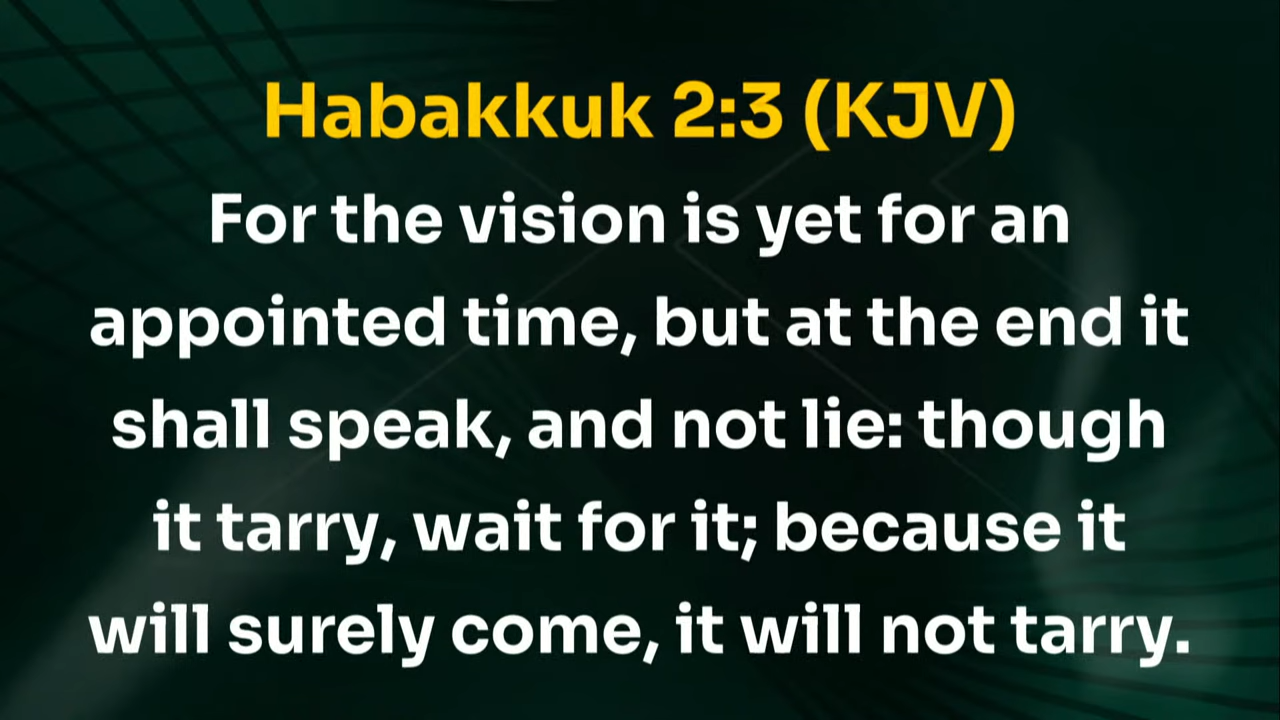 Habakkuk 2:3 (KJV)
For the vision is yet for an
appointed time, but at the end it
shall speak, and not lie: though
it tarry, wait for it; because it
will surely come, it will not tarry.